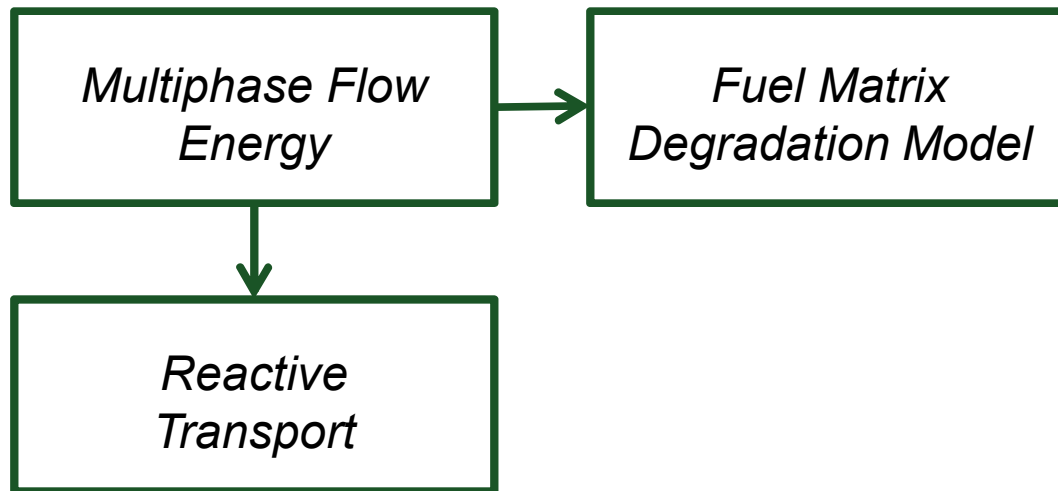 Multiphase Flow
Energy
Fuel Matrix
Degradation Model
Reactive
Transport